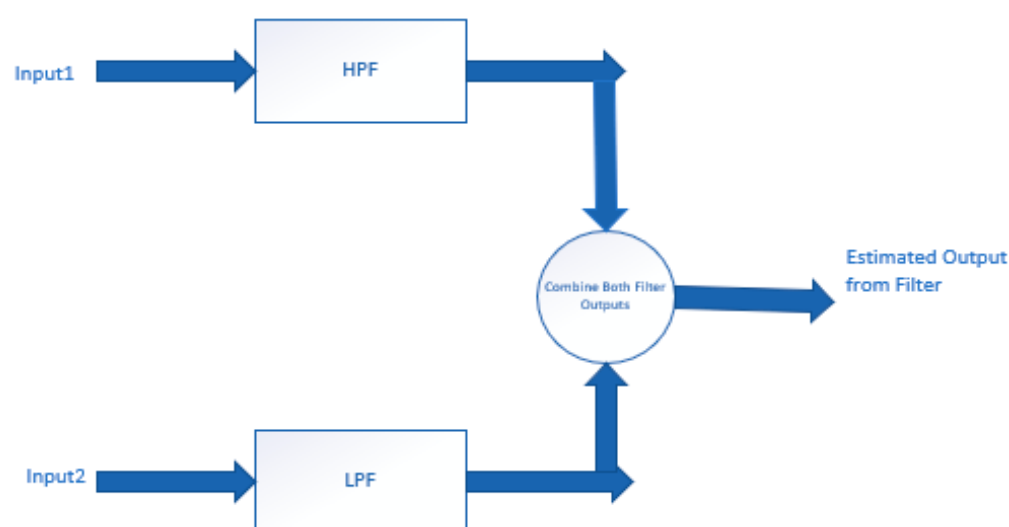 HPF
Input1
Estimated Output
from Filter
Combine Both Filter
Outputs
Input2
LPF